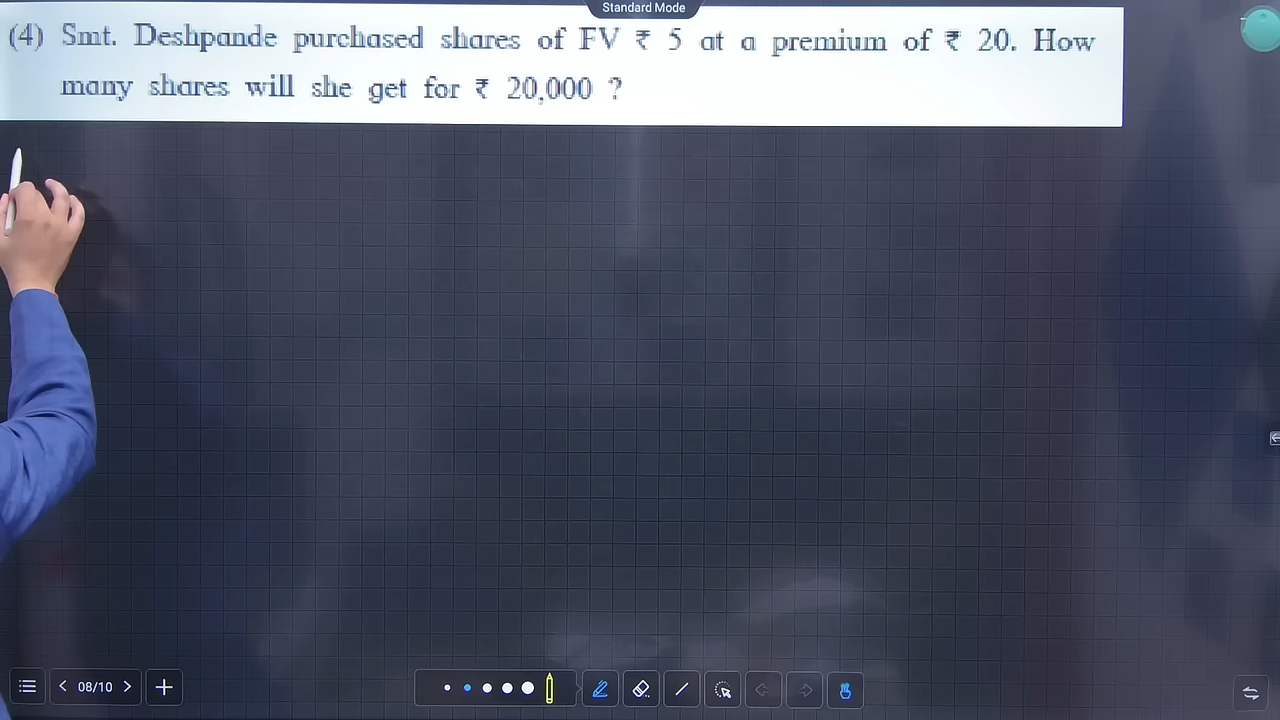 Standard Mode
(4) Smt. Deshpande purchased shares of FV ₹ 5 at a premium of ₹ 20. How
many shares will she get for ₹ 20,000 ?
08/10